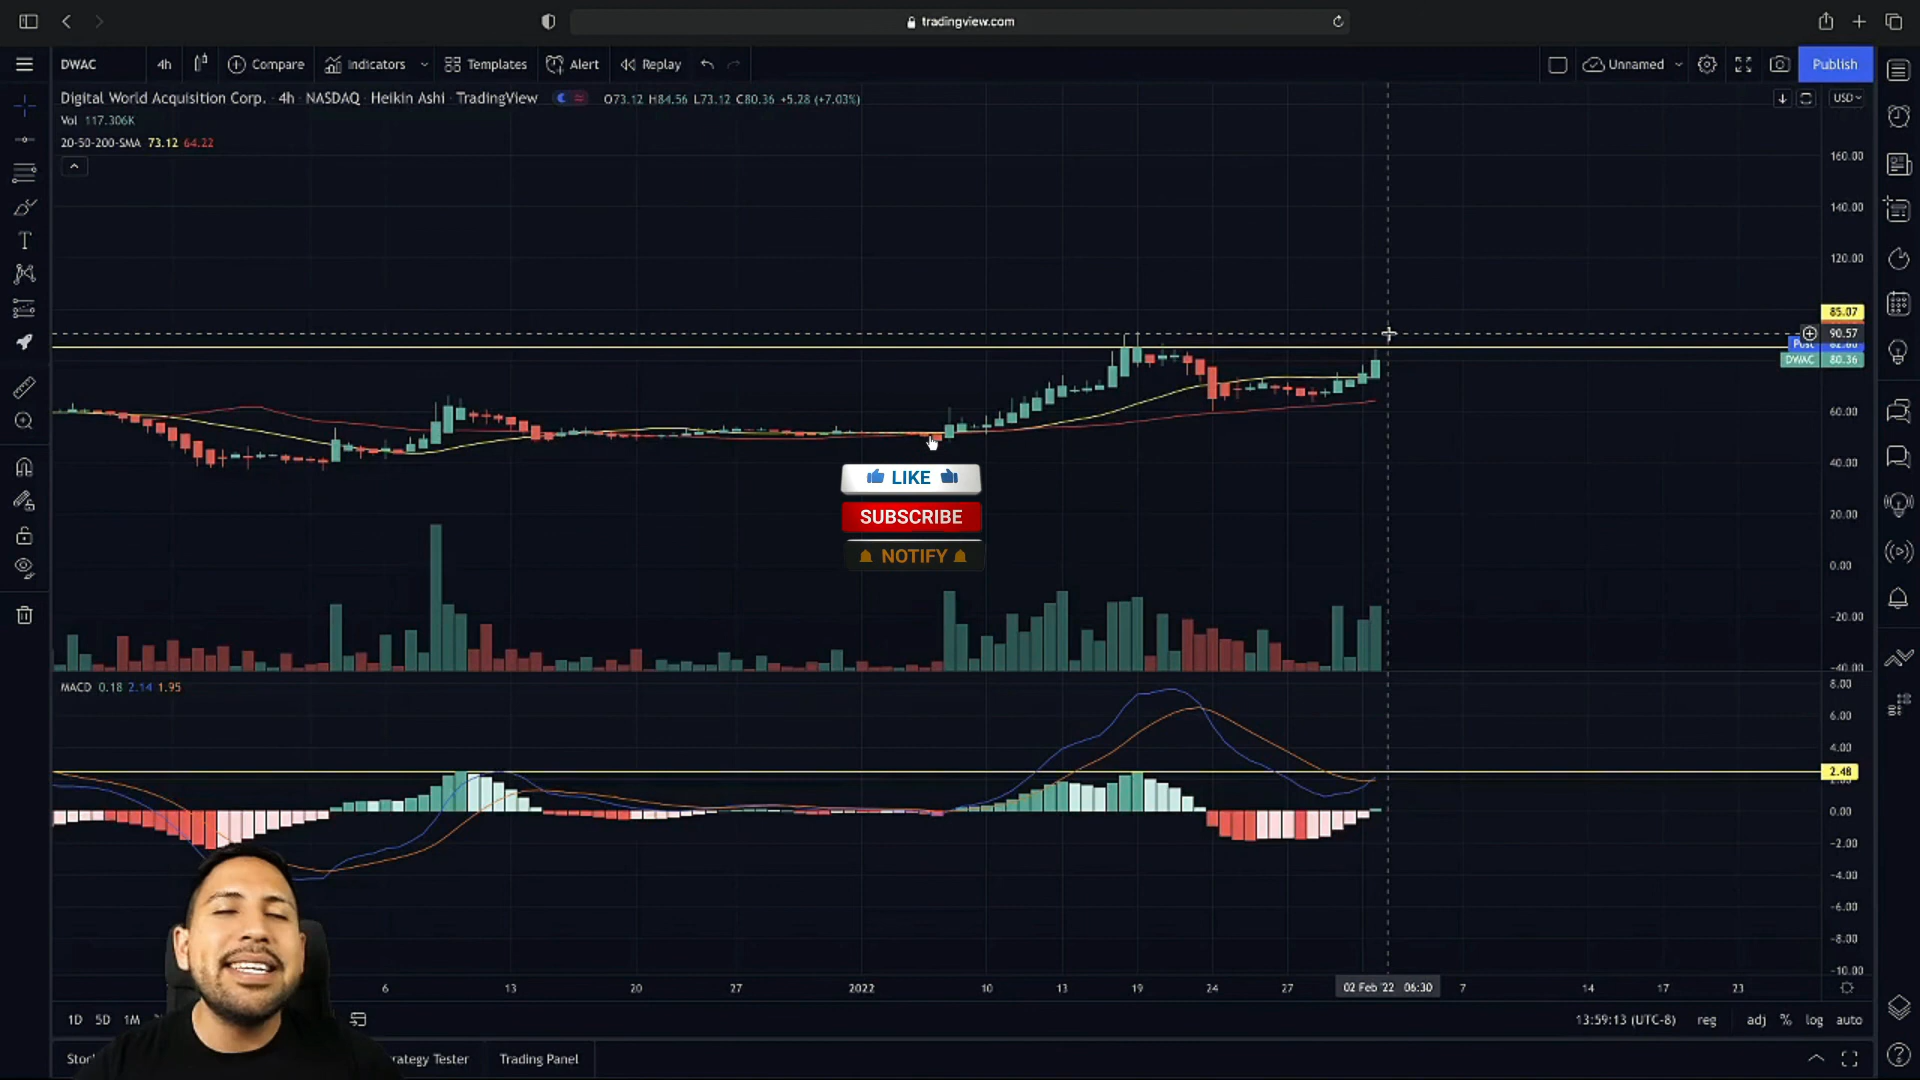 tradingview.com
DWAC 4h Compare Indicators Templates Alert Replay Unnamed Publish
Digital World Acquisition Corp. · 4h · NASDAQ · Heikin Ashi · TradingView O73.12 H84.56 L73.12 C80.36 +5.28 (+7.03%) USD
Vol 117.306K
20-50-200-SMA 73.12 64.22
160.00
140.00
120.00
85.07
90.57
Post 82.60
DWAC 80.36
60.00
40.00
LIKE
20.00
SUBSCRIBE
NOTIFY
0.00
-20.00
-40.00
MACD 0.18 2.14 1.95
8.00
6.00
4.00
2.48
0.00
-2.00
-4.00
-6.00
-8.00
-10.00
6 13 20 27 2022 10 13 19 24 27 02 Feb '22 06:30 7 14 17 23
1D 5D 1M 13:59:13 (UTC-8) reg adj % log auto
Stoc rategy Tester Trading Panel